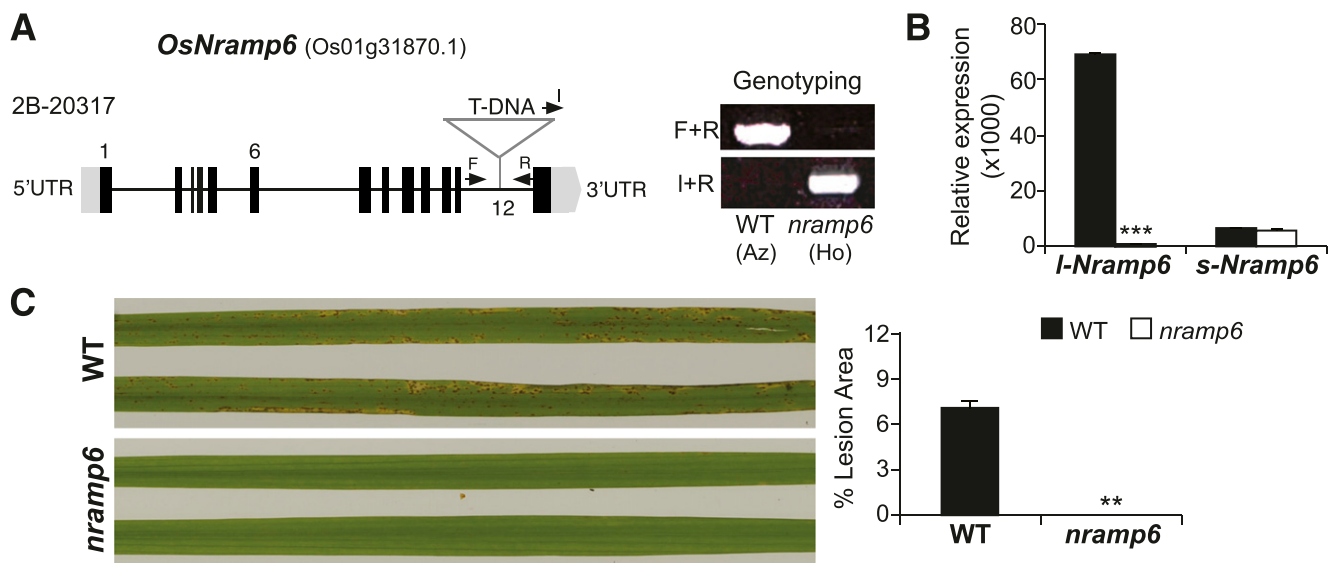 A
OsNramp6 (Os01g31870.1)
2B-20317
T-DNA
I
1
6
F
R
5'UTR
3'UTR
12
Genotyping
F+R
I+R
WT nramp6
(Az) (Ho)
B
Relative expression
(x1000)
80
60
40
20
0
***
l-Nramp6 s-Nramp6
C
WT
nramp6
WT nramp6
% Lesion Area
12
9
6
3
0
**
WT nramp6